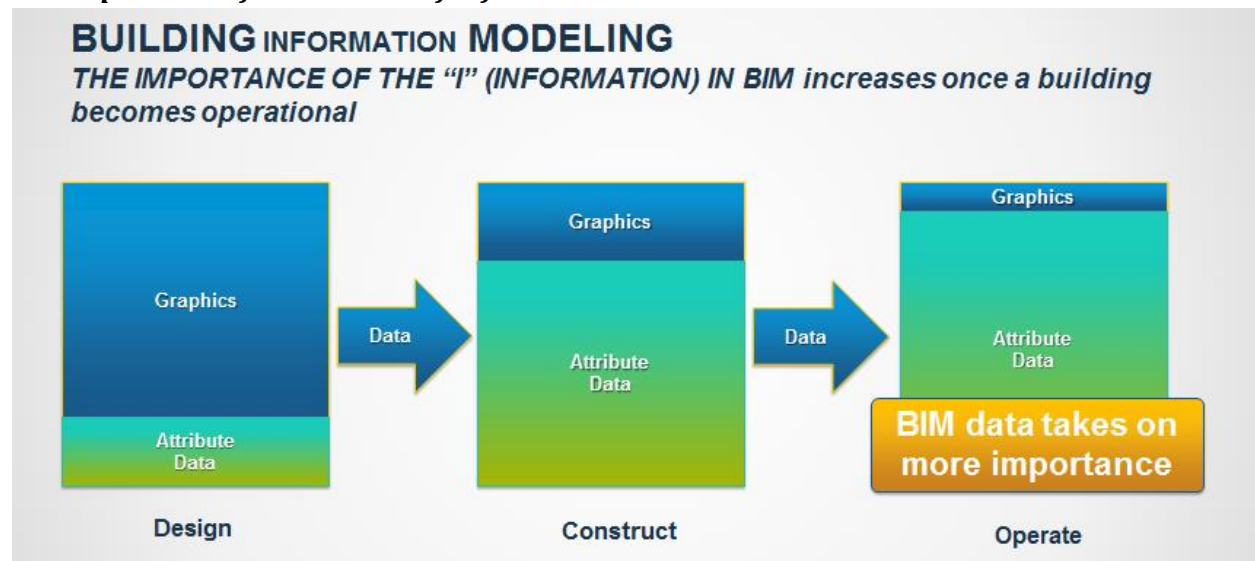 BUILDING INFORMATION MODELING
THE IMPORTANCE OF THE “I” (INFORMATION) IN BIM increases once a building
becomes operational
Graphics
Attribute
Data
Data
Graphics
Attribute
Data
Data
Graphics
Attribute
Data
BIM data takes on
more importance
Design
Construct
Operate